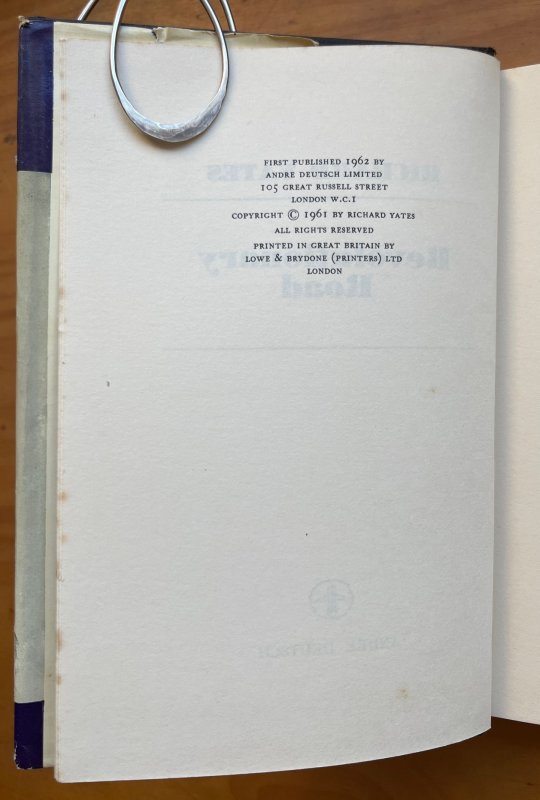 FIRST PUBLISHED 1962 BY
ANDRE DEUTSCH LIMITED
105 GREAT RUSSELL STREET
LONDON W.C.1
COPYRIGHT © 1961 BY RICHARD YATES
ALL RIGHTS RESERVED
PRINTED IN GREAT BRITAIN BY
LOWE & BRYDONE (PRINTERS) LTD
LONDON